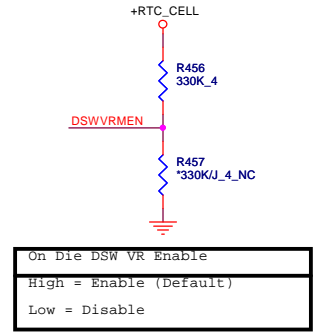 +RTC_CELL
R456
330K_4
DSWVRMEN
R457
*330K/J_4_NC
On Die DSW VR Enable
High = Enable (Default)
Low = Disable